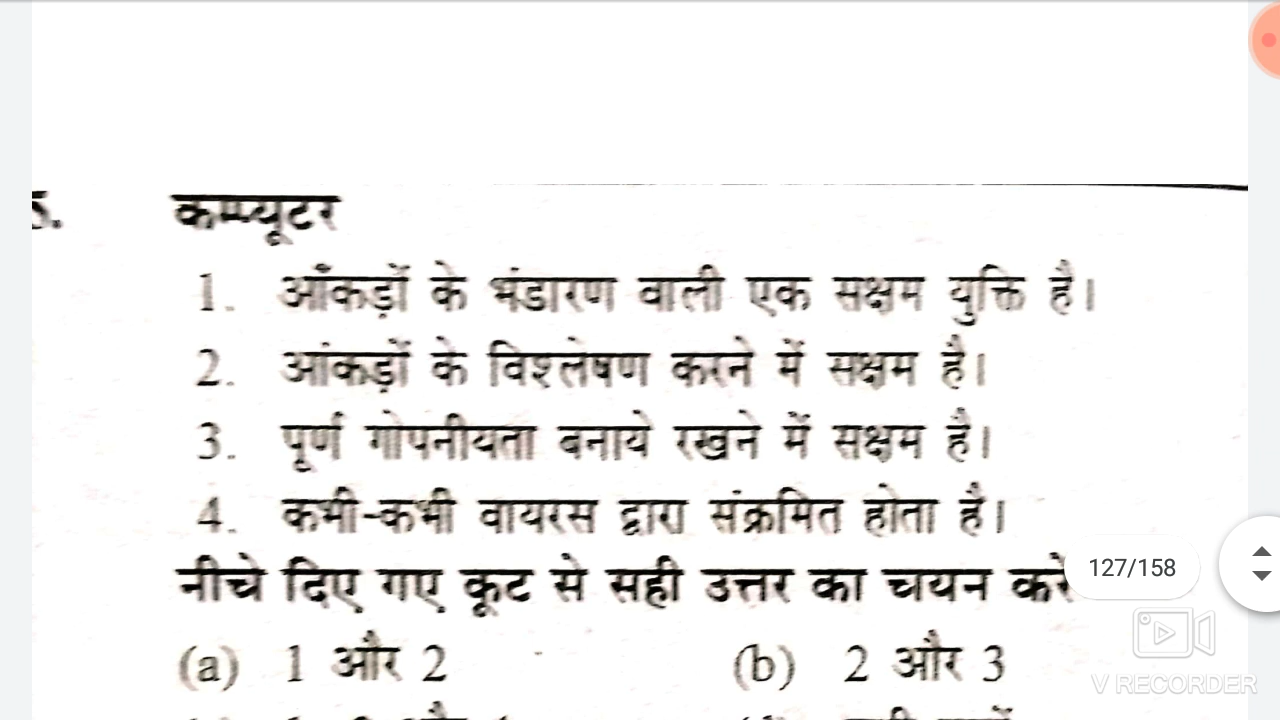 कम्प्यूटर
1. आँकड़ों के भंडारण वाली एक सक्षम युक्ति है।
2. आंकड़ों के विश्लेषण करने में सक्षम है।
3. पूर्ण गोपनीयता बनाये रखने में सक्षम है।
4. कभी-कभी वायरस द्वारा संक्रमित होता है।
नीचे दिए गए कूट से सही उत्तर का चयन करें
127/158
(a) 1 और 2 (b) 2 और 3
V RECORDER